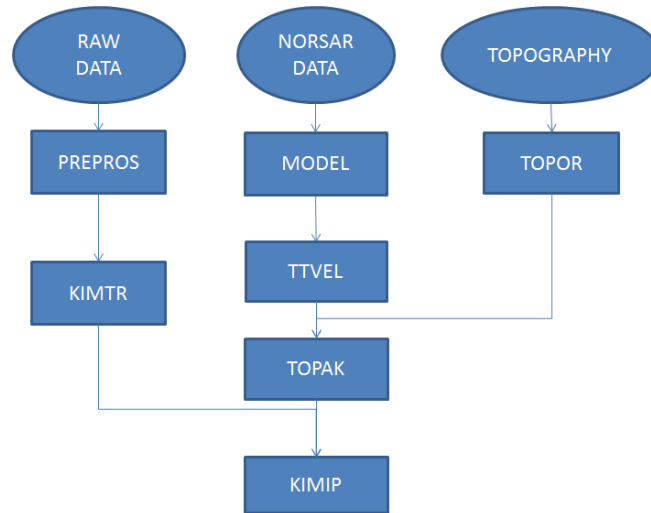 RAW
DATA
NORSAR
DATA
TOPOGRAPHY
PREPROS
MODEL
TOPOR
TTVEL
KIMTR
TOPAK
KIMIP